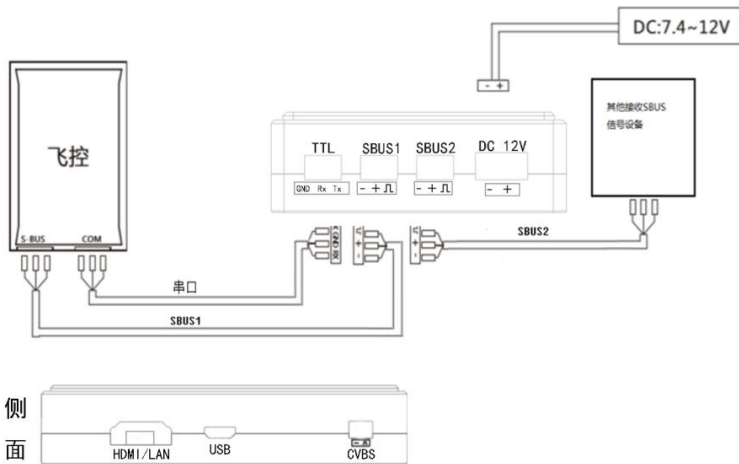 DC:7.4~12V
- +
其他接收SBUS
信号设备
飞控
TTL SBUS1 SBUS2 DC 12V
GND Rx Tx
- +
- +
- +
S-BUS COM
SBUS2
+ -
+ -
串口
SBUS1
侧
面
HDMI/LAN USB CVBS